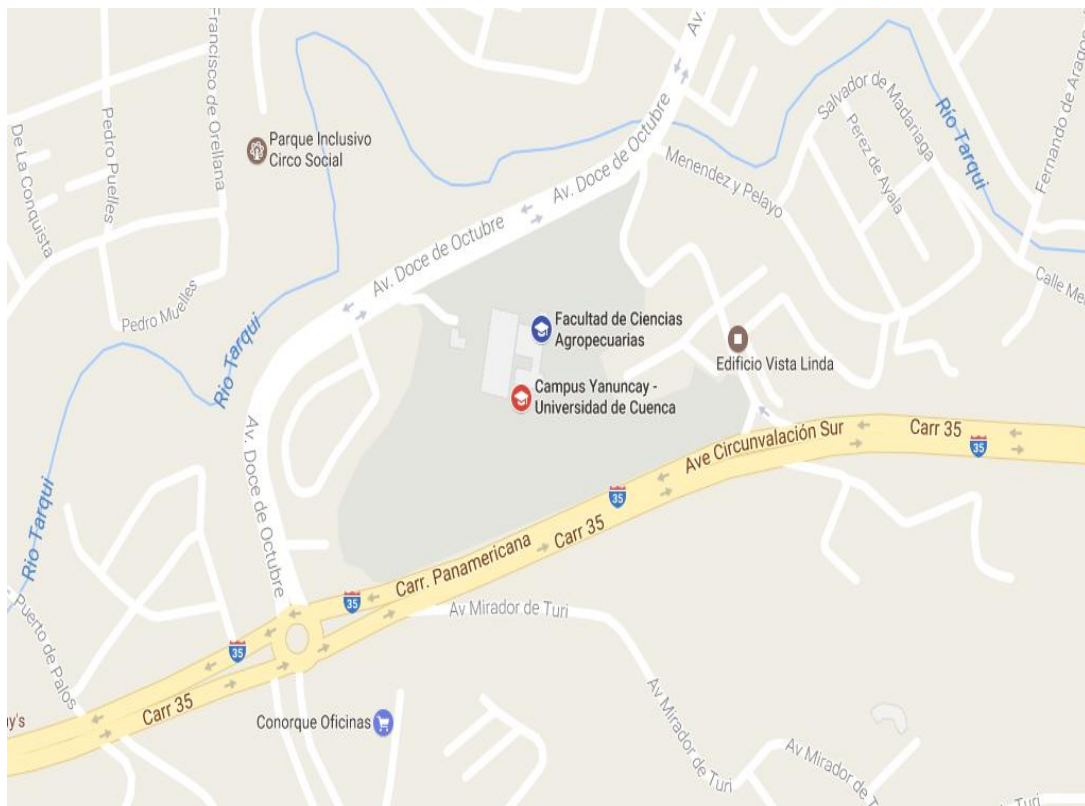 Francisco de Orellana
Av.
De La Conquista
Pedro Puelles
Parque Inclusivo
Circo Social
Av. Doce de Octubre
Av. Doce de Octubre
Menendez y Pelayo
Salvador de Madariaga
Perez de Ayala
Río Tarqui
Fernando de Arago
Calle Me
Pedro Muelles
Río Tarqui
Facultad de Ciencias
Agropecuarias
Edificio Vista Linda
Campus Yanuncay -
Universidad de Cuenca
Av. Doce de Octubre
Ave Circunvalación Sur
Carr 35
35
35
Río Tarqui
Carr. Panamericana
Carr 35
35
Puerto de Palos
35
Av Mirador de Turi
Av Mirador de Turi
Carr 35
y's
Conorque Oficinas
Av Mirador de T